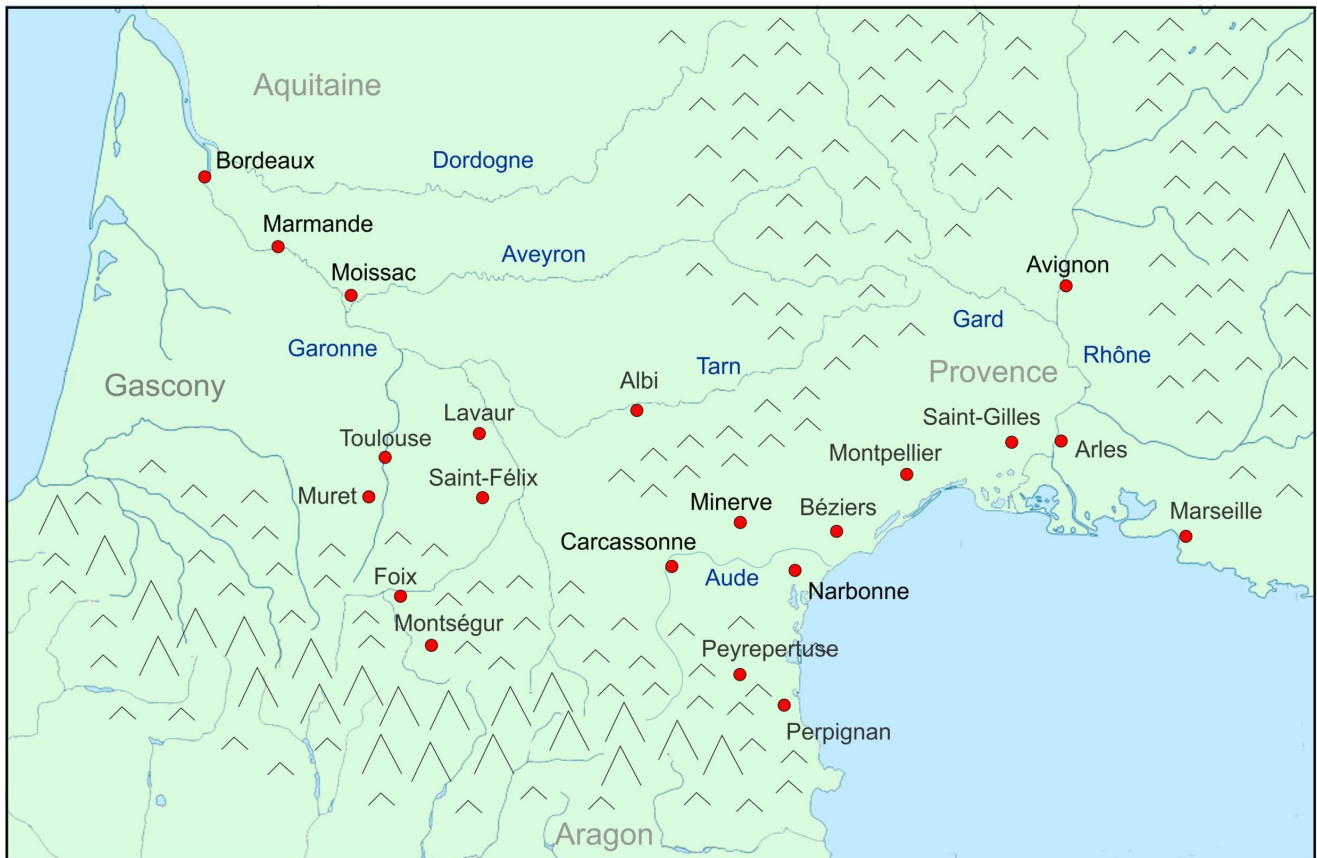 Aquitaine
Bordeaux
Dordogne
Marmande
Aveyron
Moissac
Avignon
Gard
Garonne
Rhône
Tarn
Provence
Albi
Gascony
Lavaur
Saint-Gilles
Toulouse
Montpellier
Arles
Saint-Félix
Muret
Minerve
Béziers
Marseille
Carcassonne
Foix
Aude
Narbonne
Montségur
Peyrepertuse
Perpignan
Aragon